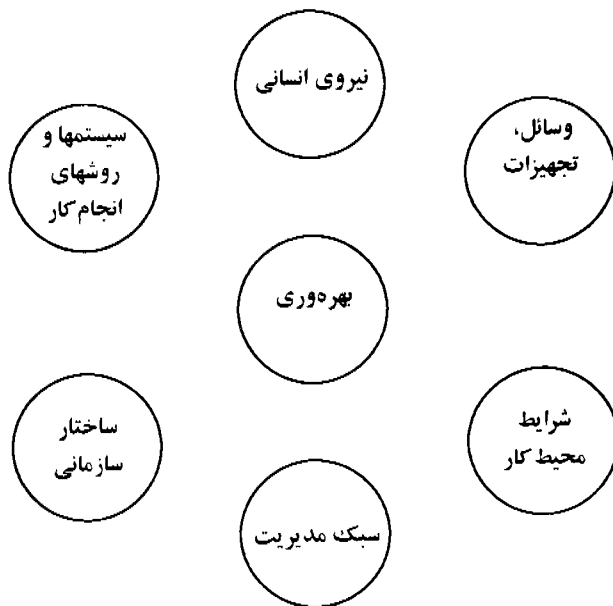 نیروی انسانی
وسائل،
تجهیزات
سیستمها و
روشهای
انجام‌کار
بهره‌وری
شرایط
محیط کار
ساختار
سازمانی
سبک مدیریت